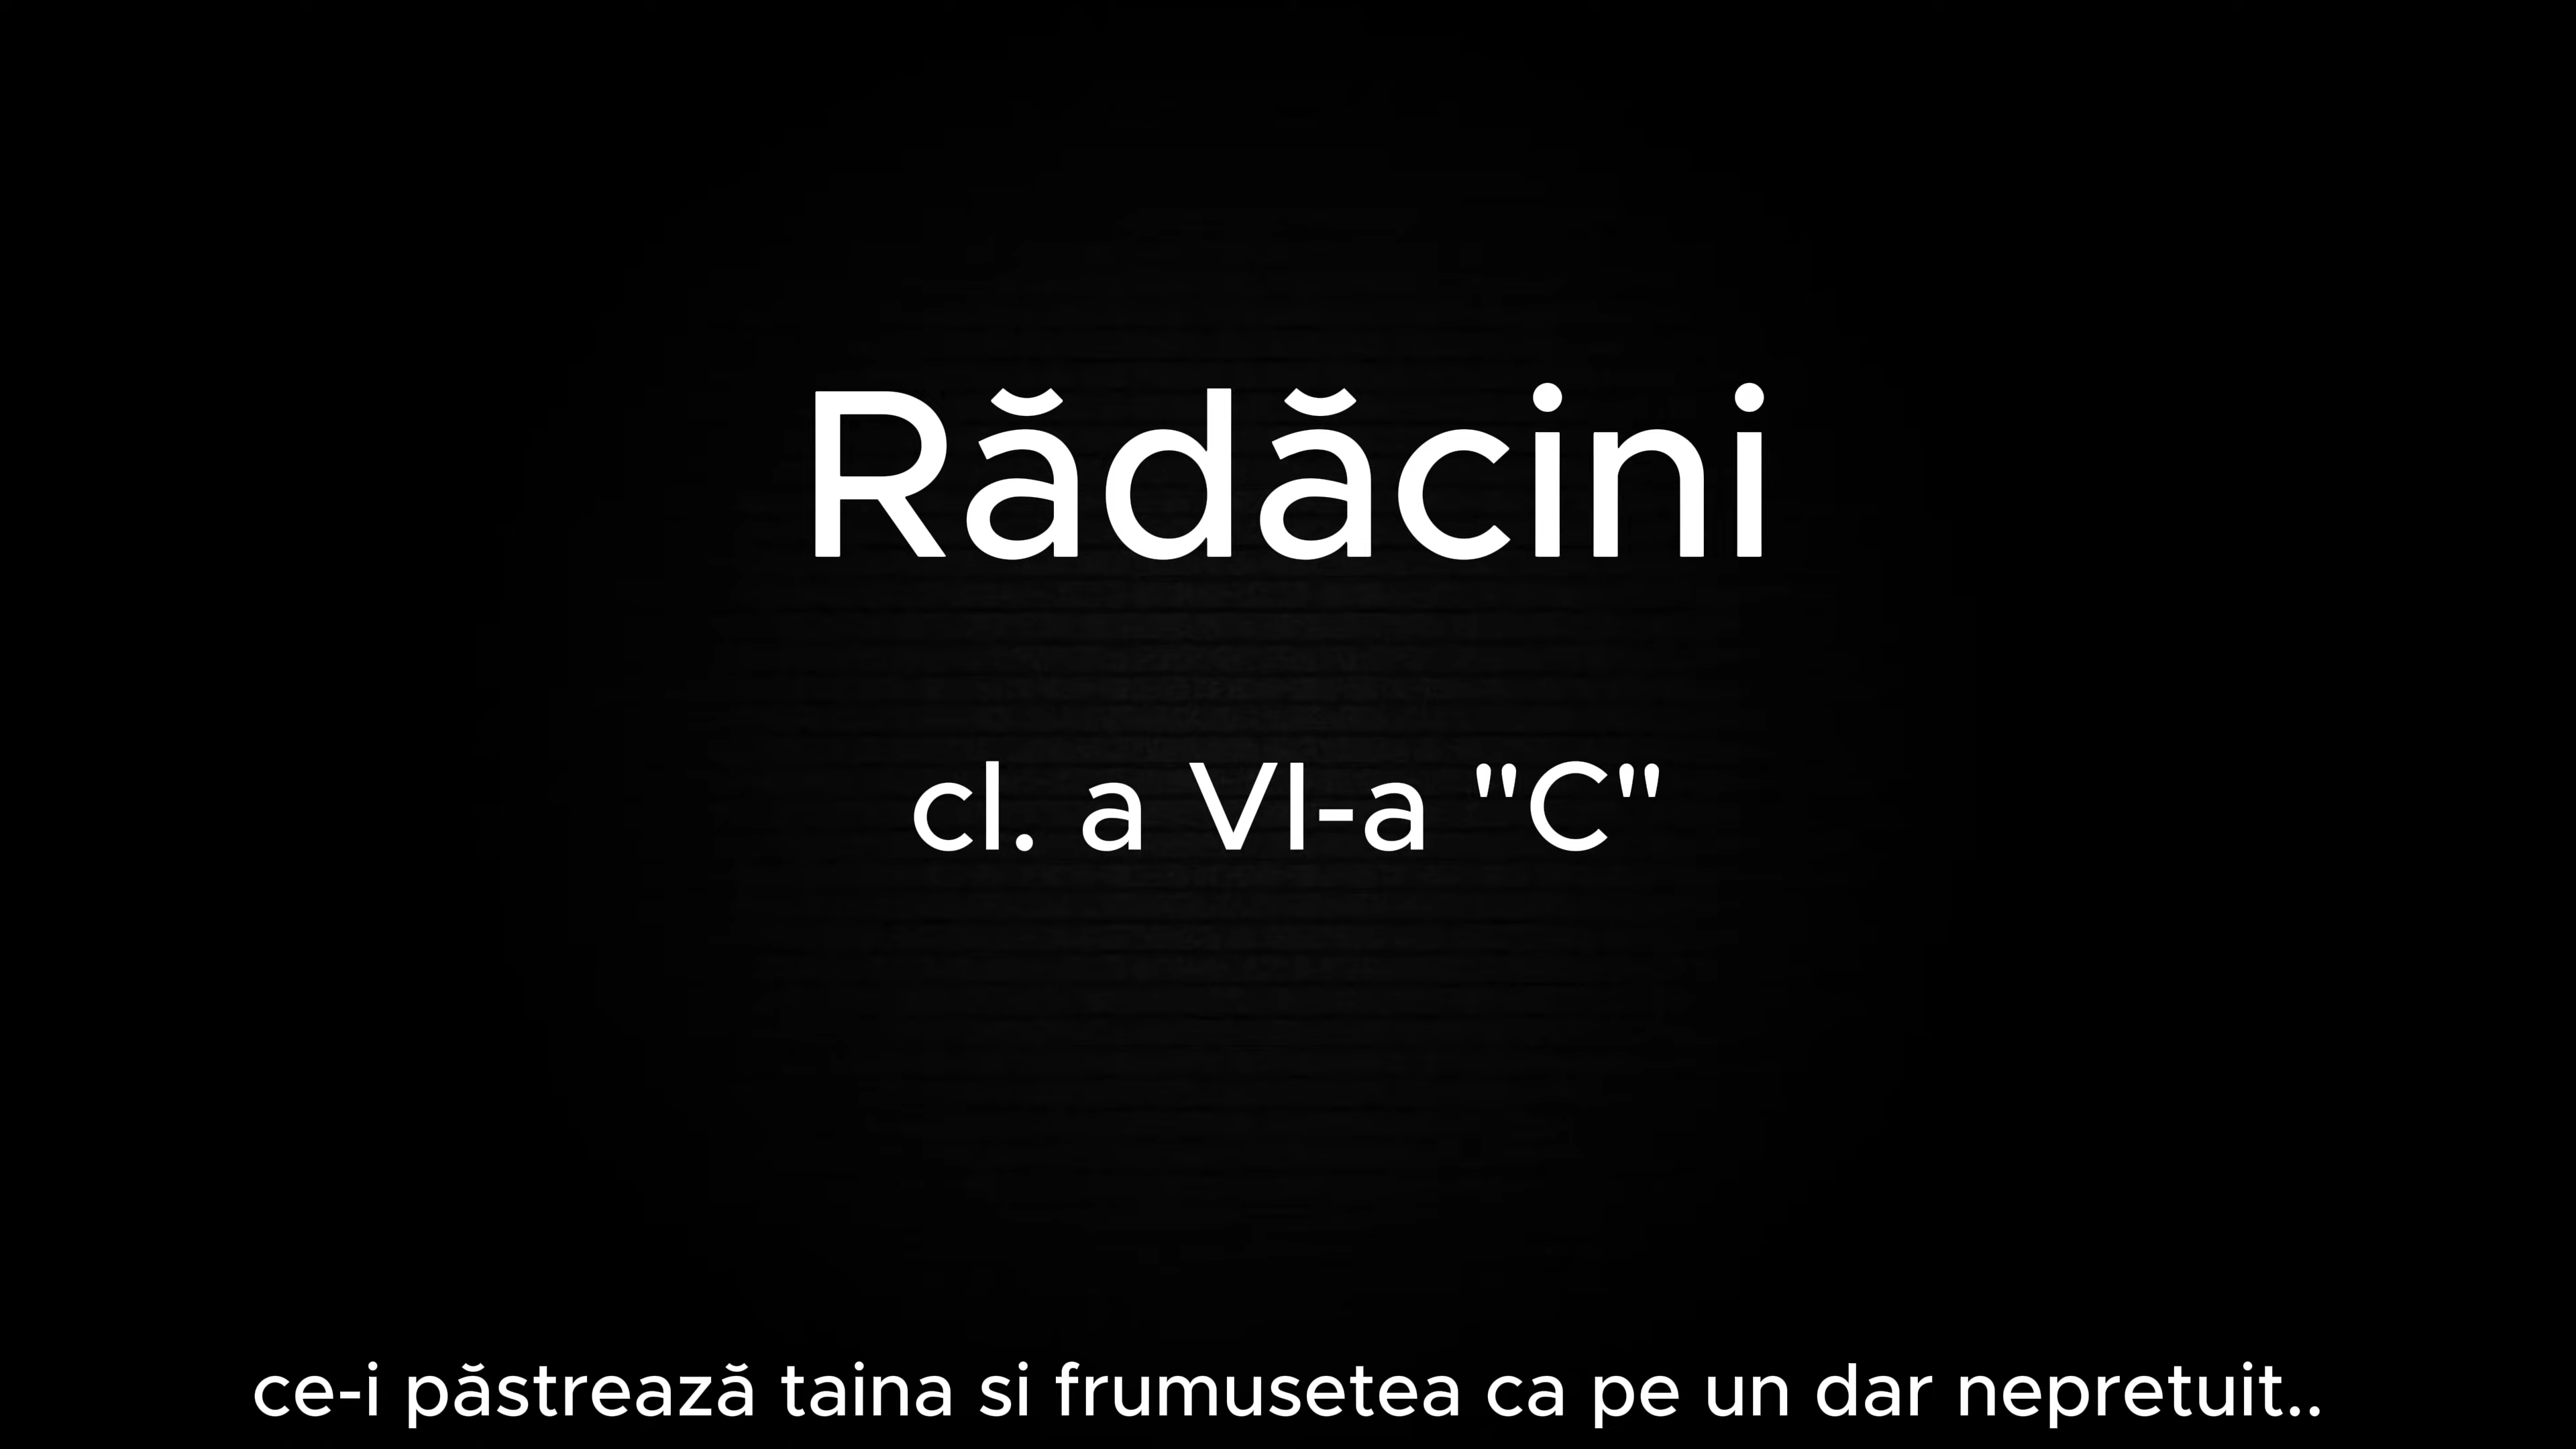 Rădăcini
cl. a VI-a "C"
ce-i păstrează taina si frumusetea ca pe un dar nepretuit..